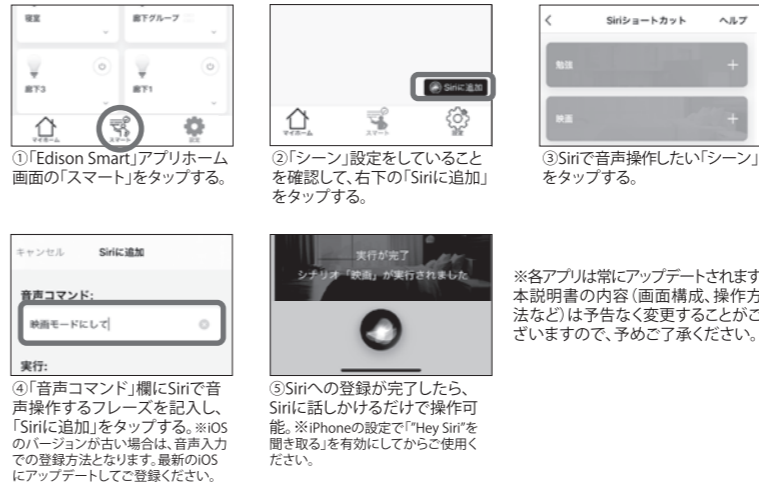 寝室
廊下グループ
廊下3
廊下1
マイホーム
スマート
設定
①「Edison Smart」アプリホーム
画面の「スマート」をタップする。
Siriに追加
マイホーム
スマート
設定
②「シーン」設定をしていること
を確認して、右下の「Siriに追加」
をタップする。
Siriショートカット ヘルプ
勉強
映画
③Siriで音声操作したい「シーン」
をタップする。
キャンセル Siriに追加
音声コマンド:
映画モードにして
実行:
④「音声コマンド」欄にSiriで音
声操作するフレーズを記入し、
「Siriに追加」をタップする。※iOS
のバージョンが古い場合は、音声入力
での登録方法となります。最新のiOS
にアップデートしてご登録ください。
実行が完了
シナリオ「映画」が実行されました
⑤Siriへの登録が完了したら、
Siriに話しかけるだけで操作可
能。※iPhoneの設定で「"Hey Siri"を
聞き取る」を有効にしてからご使用く
ださい。
※各アプリは常にアップデートされます
本説明書の内容(画面構成、操作方
法など)は予告なく変更することがご
ざいますので、予めご了承ください。